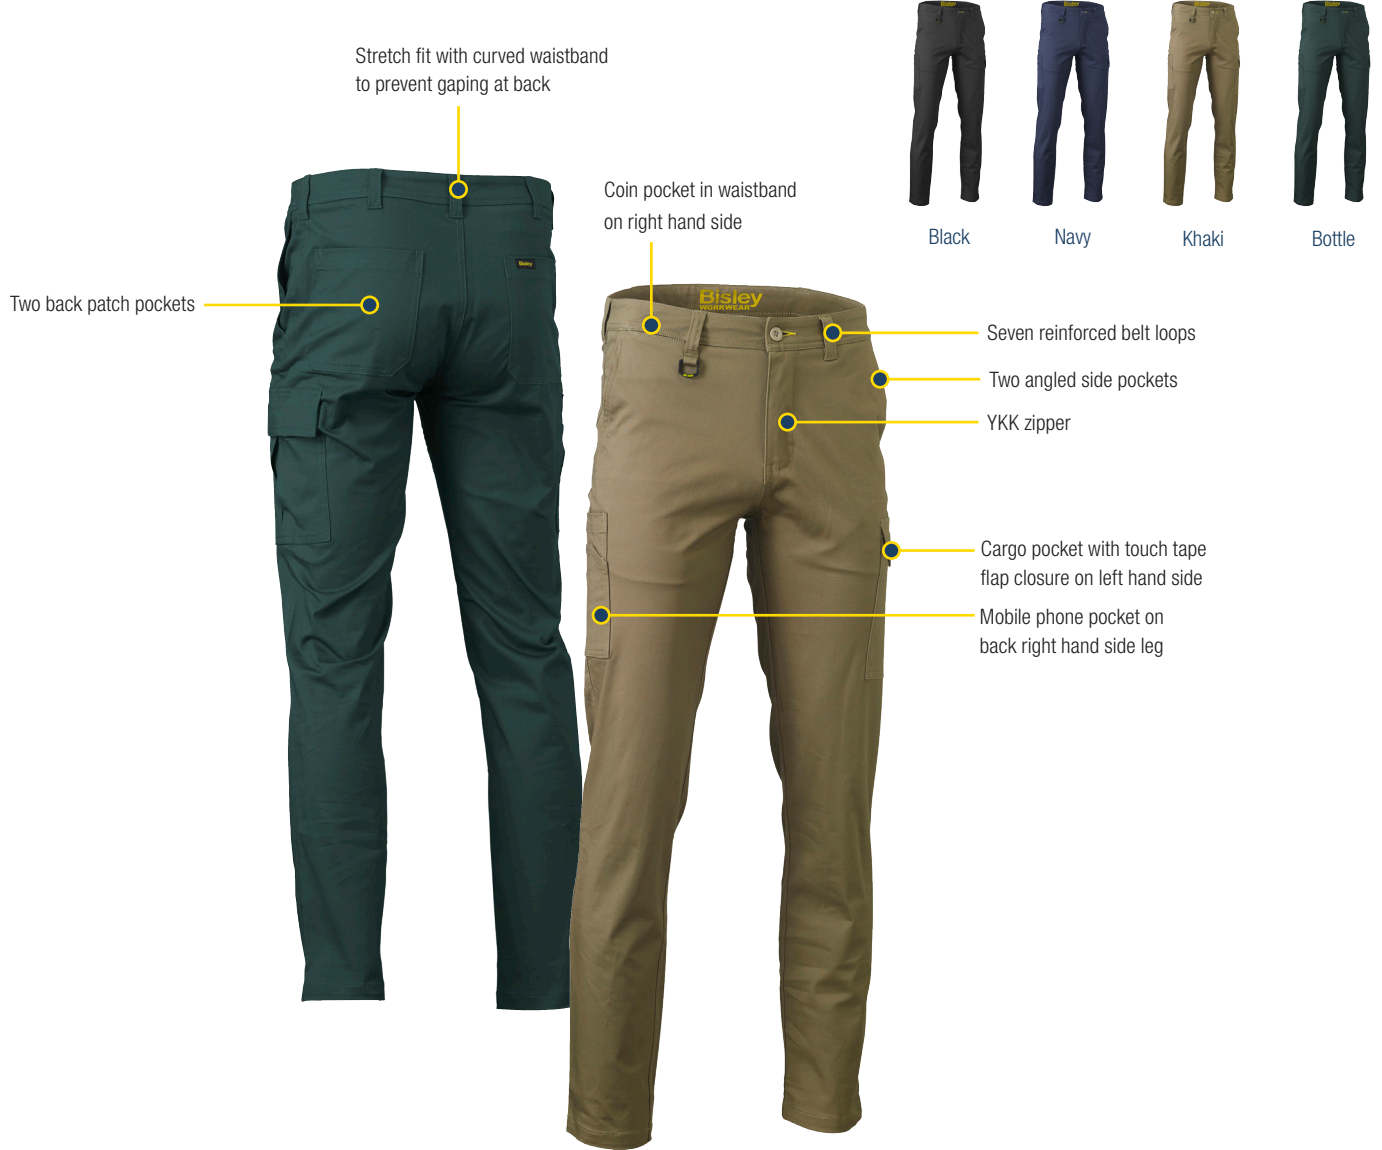 Stretch fit with curved waistband
to prevent gaping at back
Coin pocket in waistband
on right hand side
Black
Navy
Khaki
Bottle
Two back patch pockets
Bisley
Bisley
WORKWEAR
Seven reinforced belt loops
Two angled side pockets
YKK zipper
Cargo pocket with touch tape
flap closure on left hand side
Mobile phone pocket on
back right hand side leg